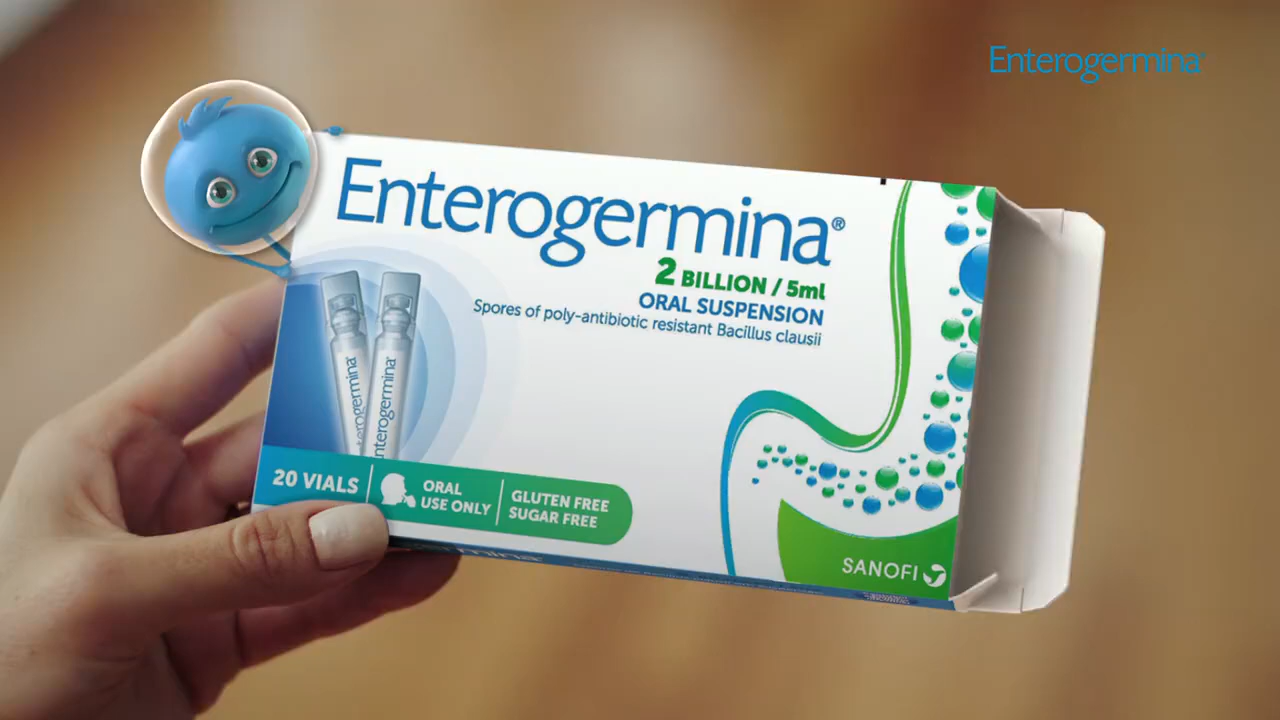 Enterogermina®
Enterogermina®
2 BILLION / 5ml
ORAL SUSPENSION
Spores of poly-antibiotic resistant Bacillus clausii
Enterogermina®
Enterogermina®
20 VIALS
ORAL
USE ONLY
GLUTEN FREE
SUGAR FREE
SANOFI